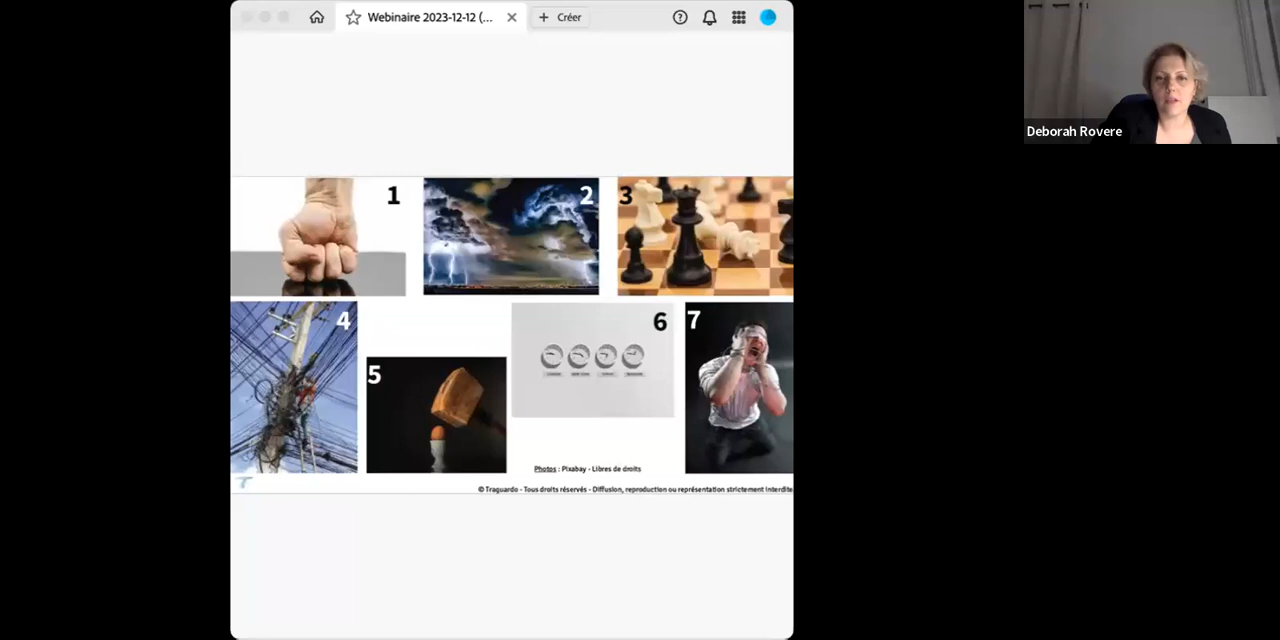 Webinaire 2023-12-12 (...
Créer
Deborah Rovere
1
2
3
4
5
6
7
Photos : Pixabay - Libres de droits
© Traguardo - Tous droits réservés - Diffusion, reproduction ou représentation strictement interdite